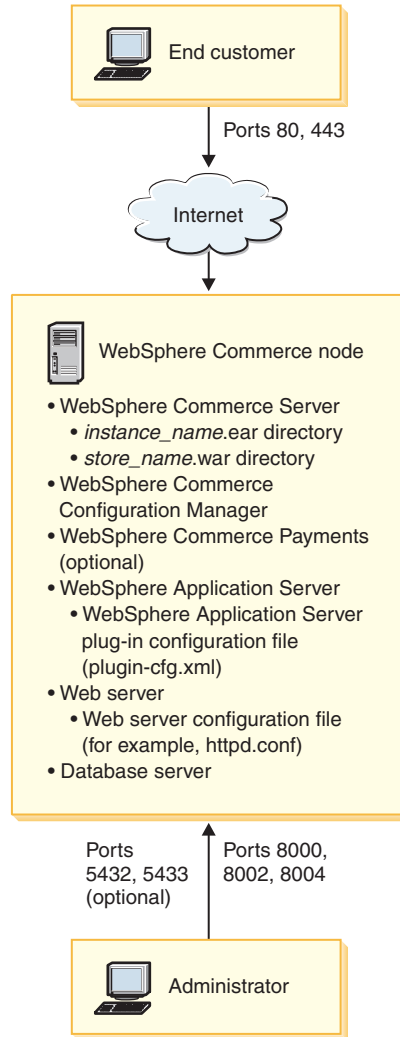 End customer
Ports 80, 443
Internet
WebSphere Commerce node
• WebSphere Commerce Server
• instance_name.ear directory
• store_name.war directory
• WebSphere Commerce
Configuration Manager
• WebSphere Commerce Payments
(optional)
• WebSphere Application Server
• WebSphere Application Server
plug-in configuration file
(plugin-cfg.xml)
• Web server
• Web server configuration file
(for example, httpd.conf)
• Database server
Ports
5432, 5433
(optional)
Ports 8000,
8002, 8004
Administrator